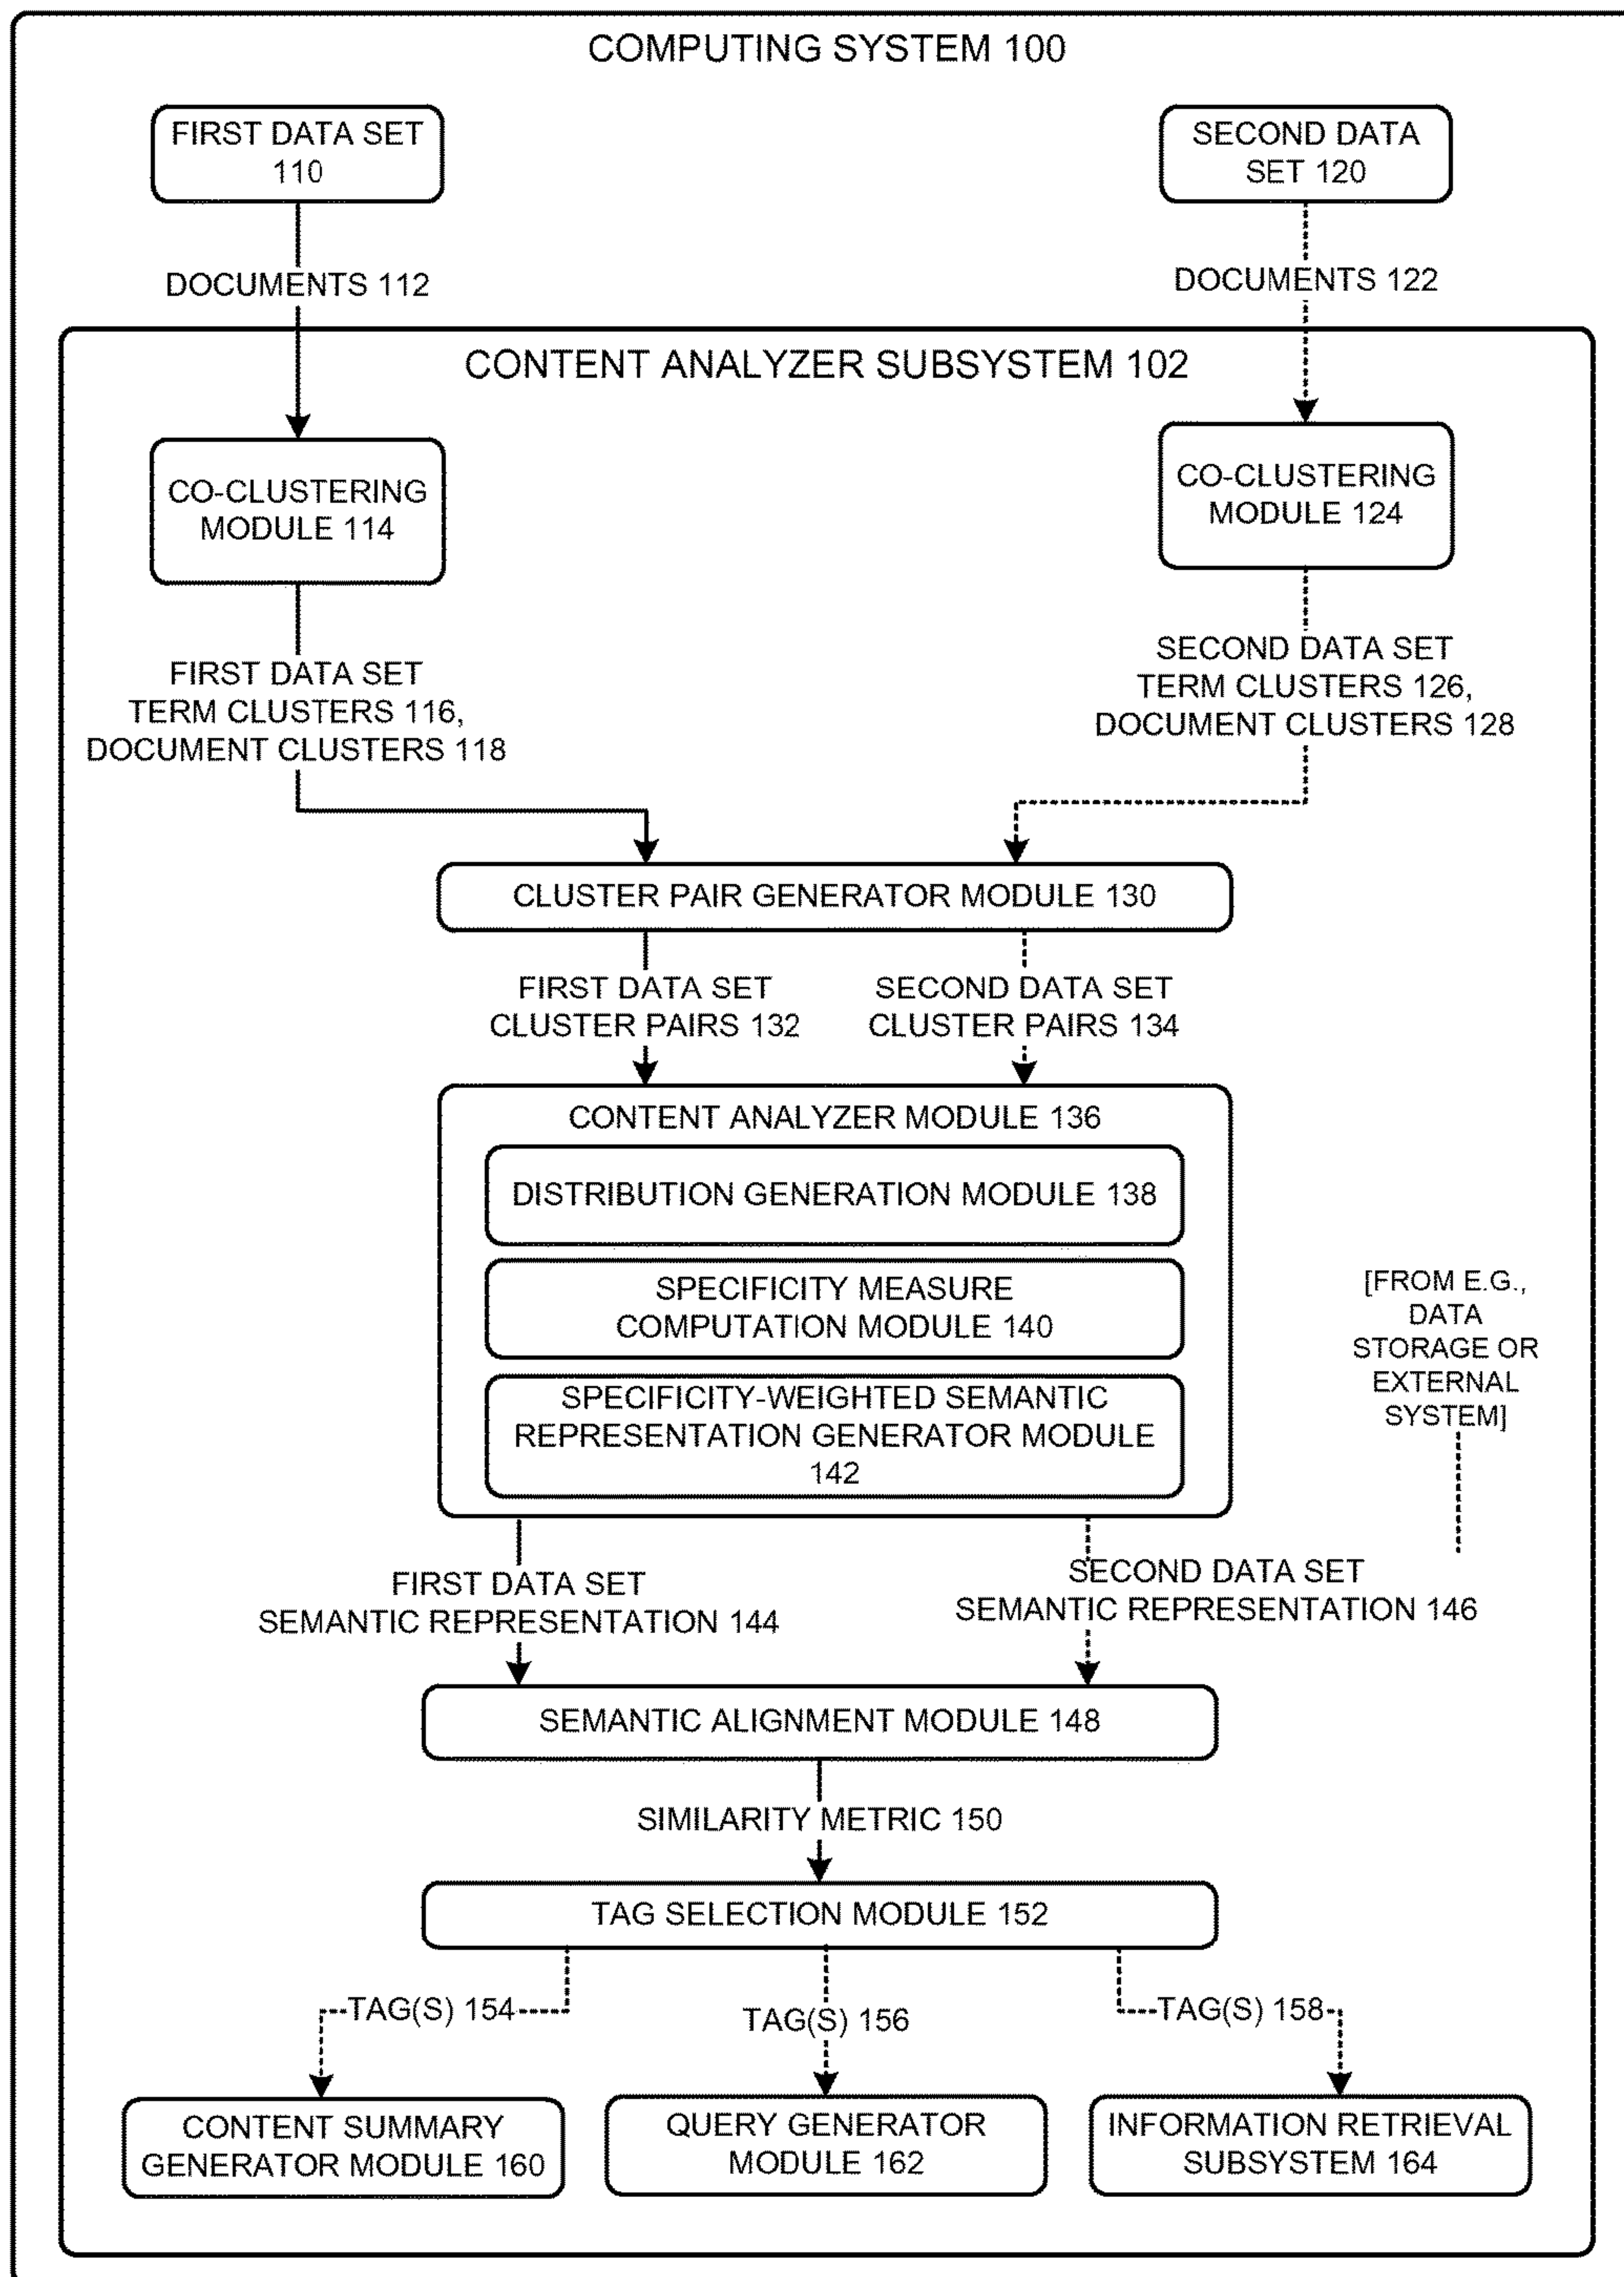 COMPUTING SYSTEM 100
FIRST DATA SET
110
SECOND DATA
SET 120
DOCUMENTS 112
DOCUMENTS 122
CONTENT ANALYZER SUBSYSTEM 102
CO-CLUSTERING
MODULE 114
CO-CLUSTERING
MODULE 124
FIRST DATA SET
TERM CLUSTERS 116,
DOCUMENT CLUSTERS 118
SECOND DATA SET
TERM CLUSTERS 126,
DOCUMENT CLUSTERS 128
CLUSTER PAIR GENERATOR MODULE 130
FIRST DATA SET
CLUSTER PAIRS 132
SECOND DATA SET
CLUSTER PAIRS 134
CONTENT ANALYZER MODULE 136
DISTRIBUTION GENERATION MODULE 138
SPECIFICITY MEASURE
COMPUTATION MODULE 140
SPECIFICITY-WEIGHTED SEMANTIC
REPRESENTATION GENERATOR MODULE
142
[FROM E.G.,
DATA
STORAGE OR
EXTERNAL
SYSTEM]
FIRST DATA SET
SEMANTIC REPRESENTATION 144
SECOND DATA SET
SEMANTIC REPRESENTATION 146
SEMANTIC ALIGNMENT MODULE 148
SIMILARITY METRIC 150
TAG SELECTION MODULE 152
TAG(S) 154
TAG(S) 156
TAG(S) 158
CONTENT SUMMARY
GENERATOR MODULE 160
QUERY GENERATOR
MODULE 162
INFORMATION RETRIEVAL
SUBSYSTEM 164